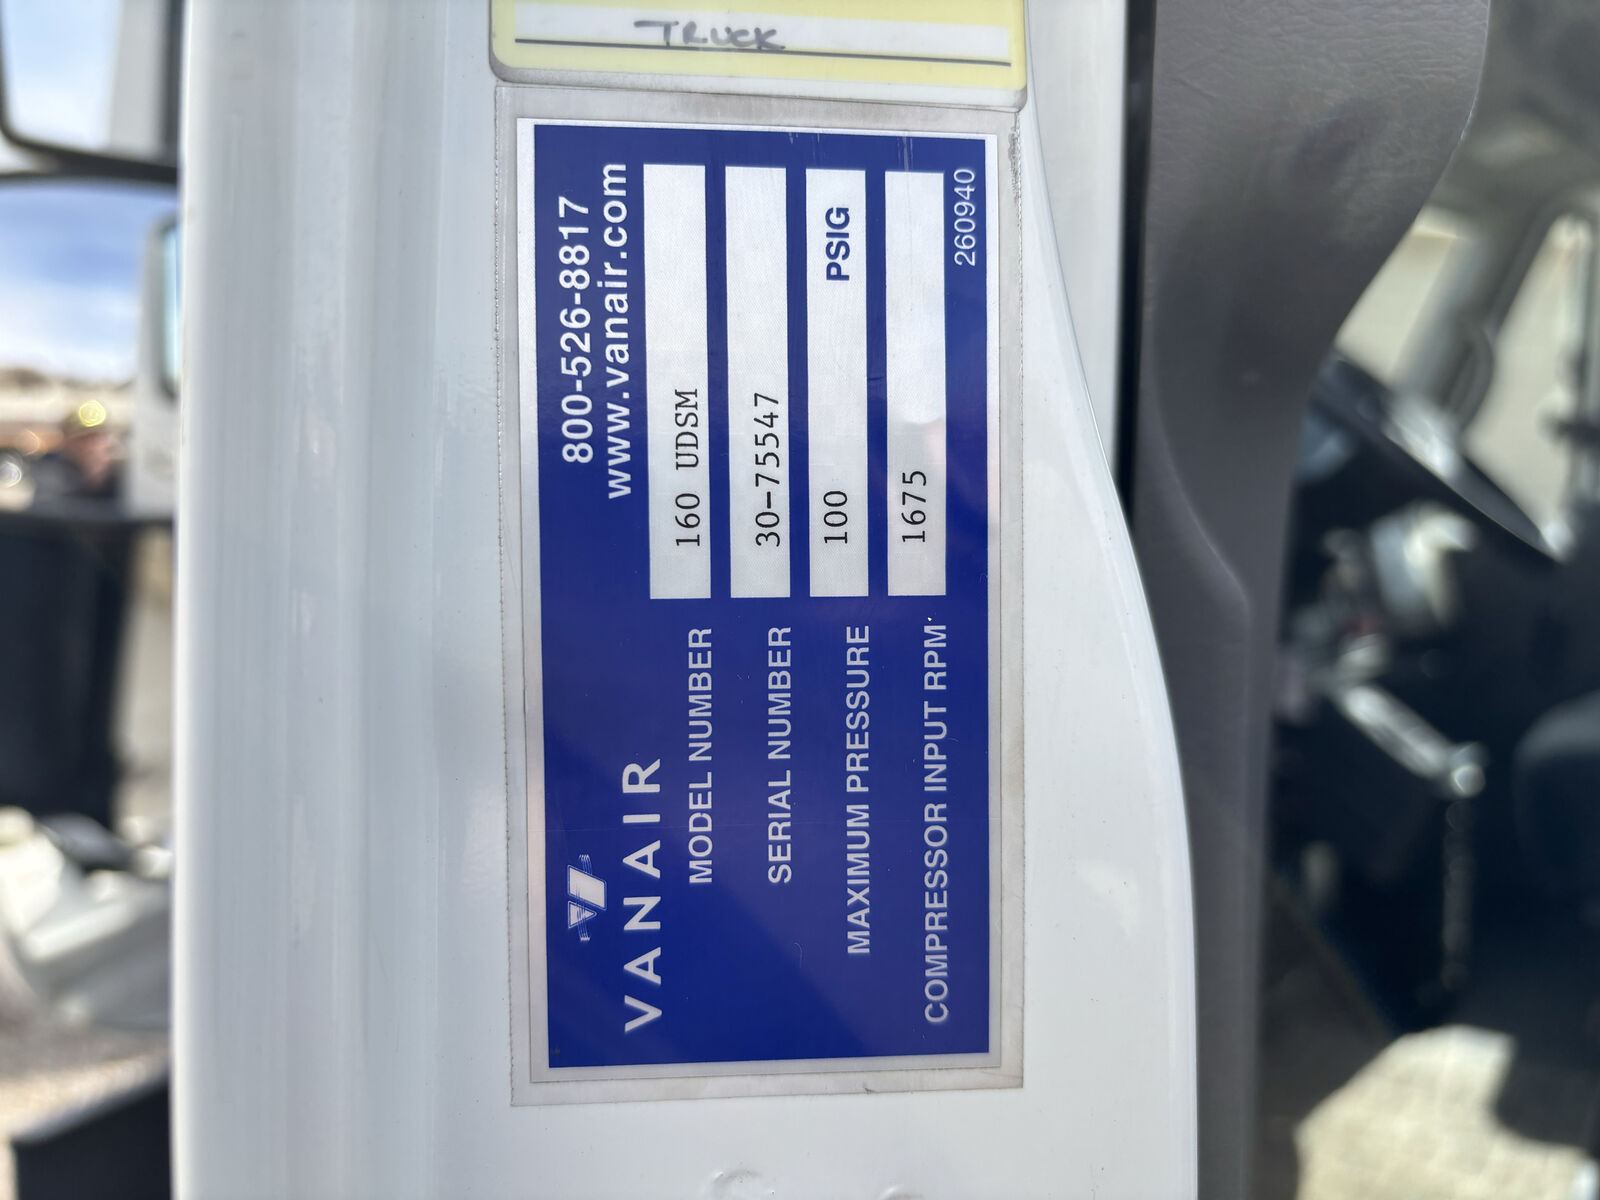 TRUCK
800-526-8817
www.vanair.com
VANAIR
MODEL NUMBER 160 UDSM
SERIAL NUMBER 30-75547
MAXIMUM PRESSURE 100 PSIG
COMPRESSOR INPUT RPM 1675
260940